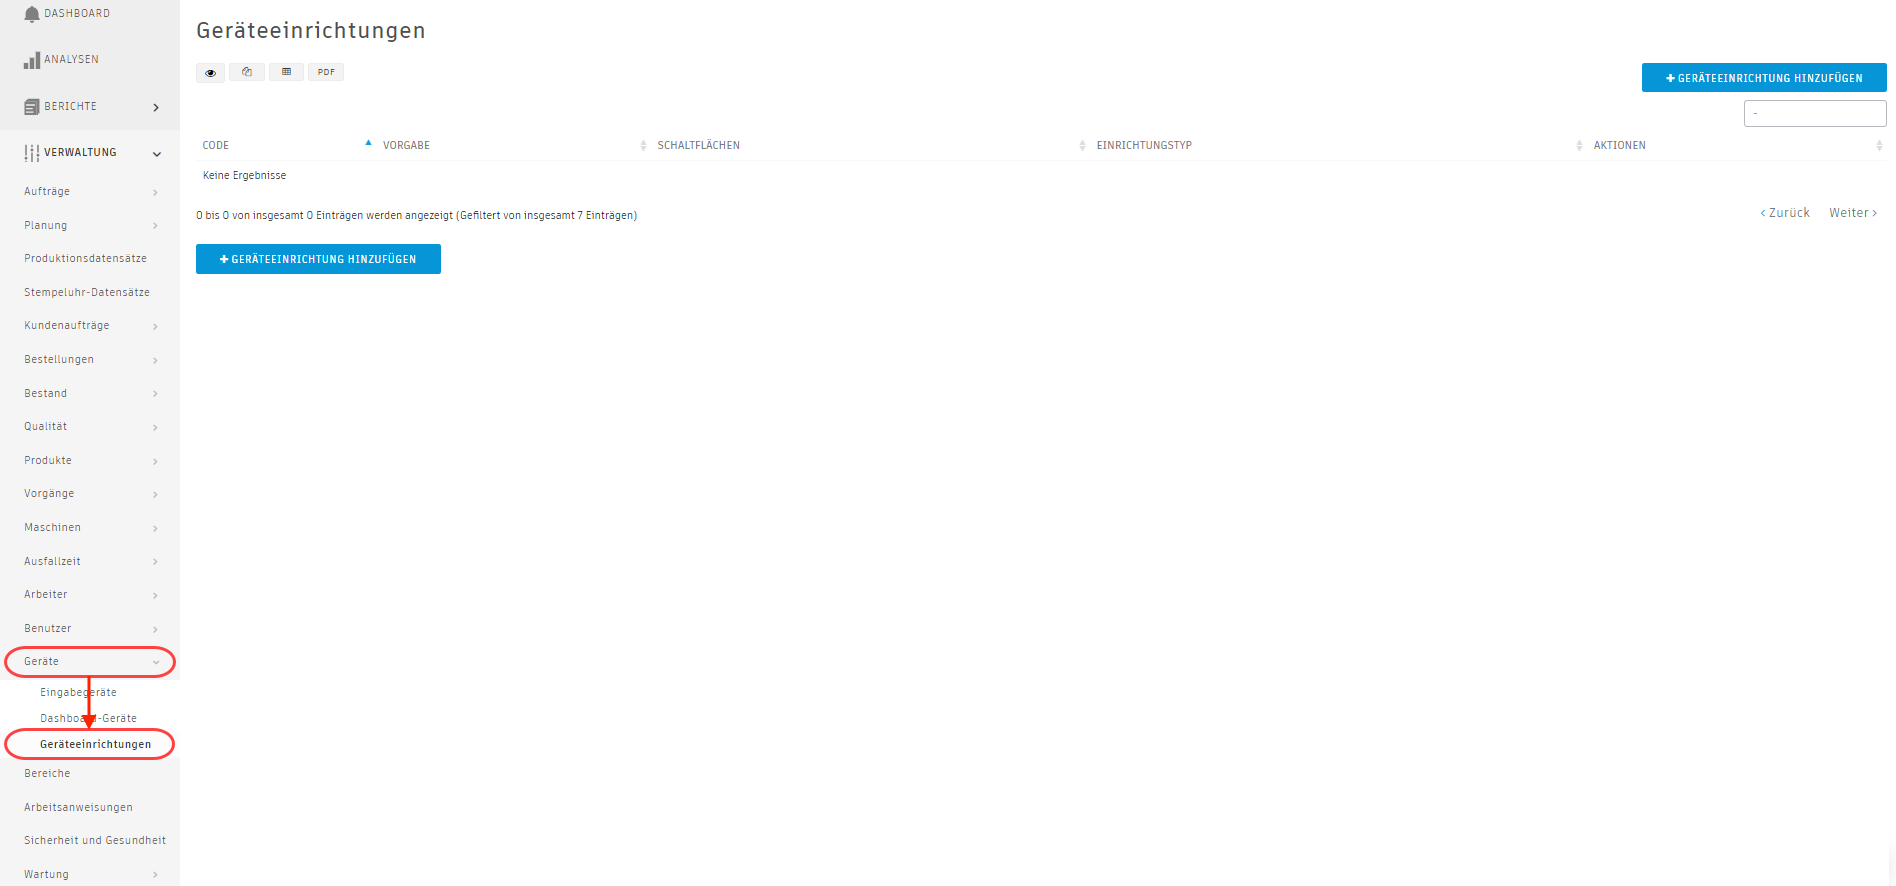 DASHBOARD
ANALYSEN
BERICHTE
VERWALTUNG
Aufträge
Planung
Produktionsdatensätze
Stempeluhr-Datensätze
Kundenaufträge
Bestellungen
Bestand
Qualität
Produkte
Vorgänge
Maschinen
Ausfallzeit
Arbeiter
Benutzer
Geräte
Eingabegeräte
Dashboard-Geräte
Geräteeinrichtungen
Bereiche
Arbeitsanweisungen
Sicherheit und Gesundheit
Wartung
Geräteeinrichtungen
PDF
+ GERÄTEEINRICHTUNG HINZUFÜGEN
-
CODE VORGABE SCHALTFLÄCHEN EINRICHTUNGSTYP AKTIONEN
Keine Ergebnisse
0 bis 0 von insgesamt 0 Einträgen werden angezeigt (Gefiltert von insgesamt 7 Einträgen)
‹ Zurück Weiter ›
+ GERÄTEEINRICHTUNG HINZUFÜGEN